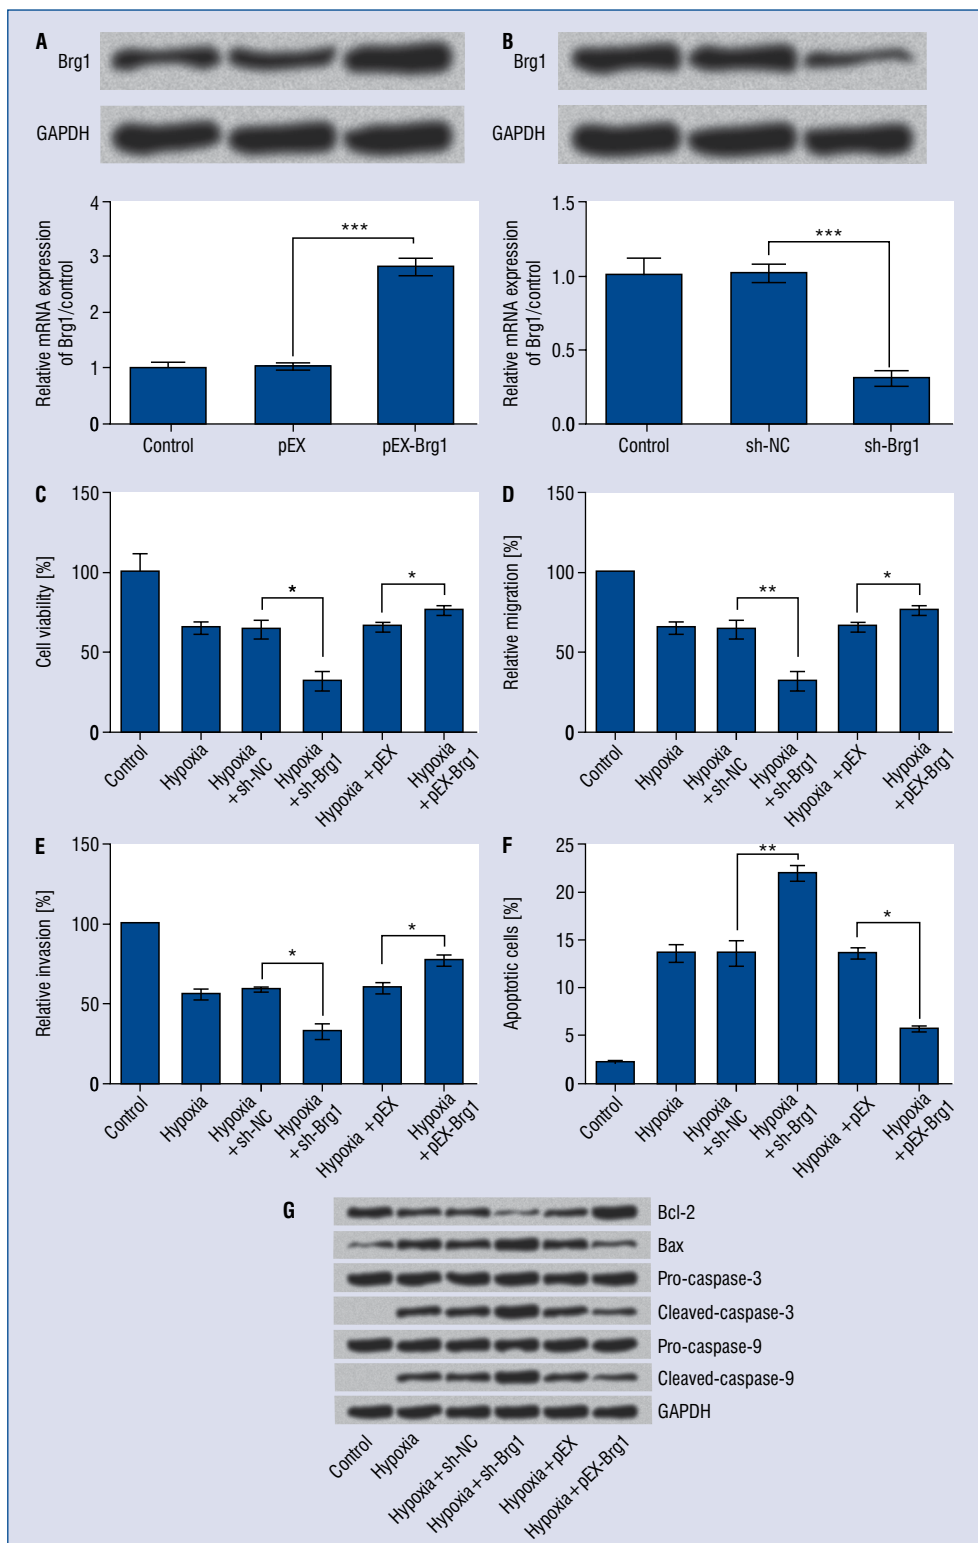 A
Brg1
GAPDH
Relative mRNA expression
of Brg1/control
4
3
2
1
0
***
Control
pEX
pEX-Brg1
B
Brg1
GAPDH
Relative mRNA expression
of Brg1/control
1.5
1.0
0.5
0.0
***
Control
sh-NC
sh-Brg1
C
Cell viability [%]
150
100
50
0
*
*
Control
Hypoxia
Hypoxia
+sh-NC
Hypoxia
+sh-Brg1
Hypoxia +pEX
Hypoxia
+pEX-Brg1
D
Relative migration [%]
150
100
50
0
**
*
Control
Hypoxia
Hypoxia
+sh-NC
Hypoxia
+sh-Brg1
Hypoxia +pEX
Hypoxia
+pEX-Brg1
E
Relative invasion [%]
150
100
50
0
*
*
Control
Hypoxia
Hypoxia
+sh-NC
Hypoxia
+sh-Brg1
Hypoxia +pEX
Hypoxia
+pEX-Brg1
F
Apoptotic cells [%]
25
20
15
10
5
0
**
*
Control
Hypoxia
Hypoxia
+sh-NC
Hypoxia
+sh-Brg1
Hypoxia +pEX
Hypoxia
+pEX-Brg1
G
Bcl-2
Bax
Pro-caspase-3
Cleaved-caspase-3
Pro-caspase-9
Cleaved-caspase-9
GAPDH
Control
Hypoxia
Hypoxia+sh-NC
Hypoxia+sh-Brg1
Hypoxia+pEX
Hypoxia+pEX-Brg1